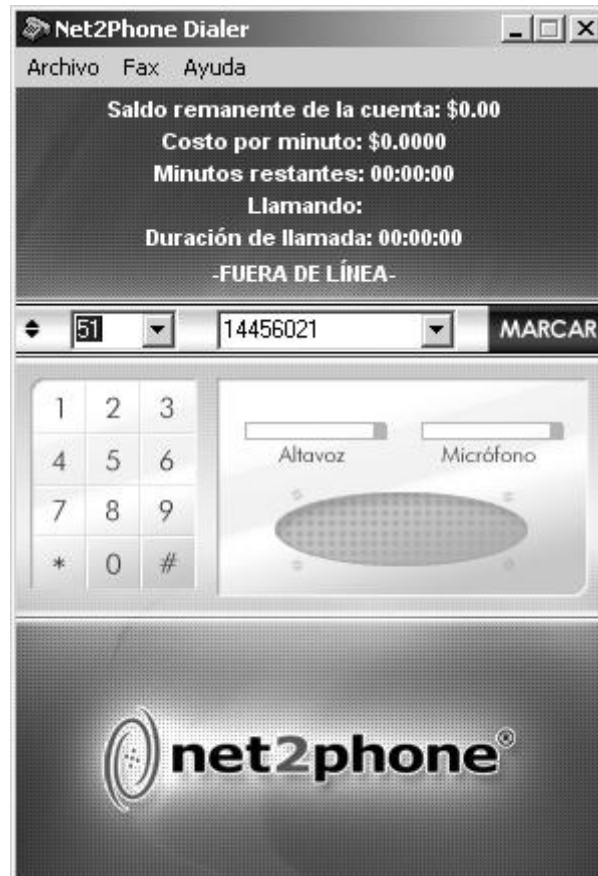 Net2Phone Dialer
Archivo Fax Ayuda
Saldo remanente de la cuenta: $0.00
Costo por minuto: $0.0000
Minutos restantes: 00:00:00
Llamando:
Duración de llamada: 00:00:00
-FUERA DE LÍNEA-
51 14456021 MARCAR
1 2 3
4 5 6
7 8 9
* 0 #
Altavoz Micrófono
net2phone®